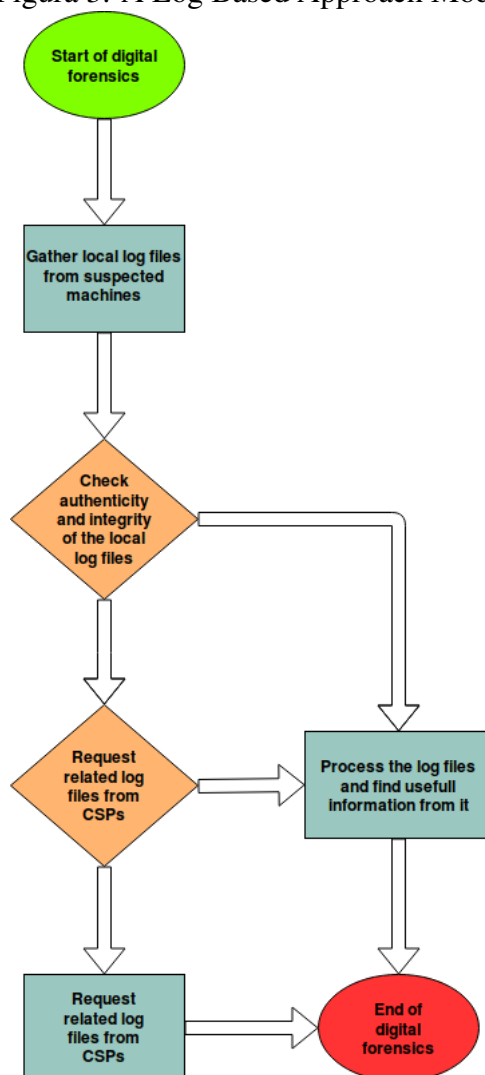 Figura 3: A Log Based Approach Mod
Start of digital
forensics
Gather local log files
from suspected
machines
Check
authenticity
and integrity
of the local
log files
Request
related log
files from
CSPs
Process the log files
and find usefull
information from it
Request
related log
files from
CSPs
End of
digital
forensics